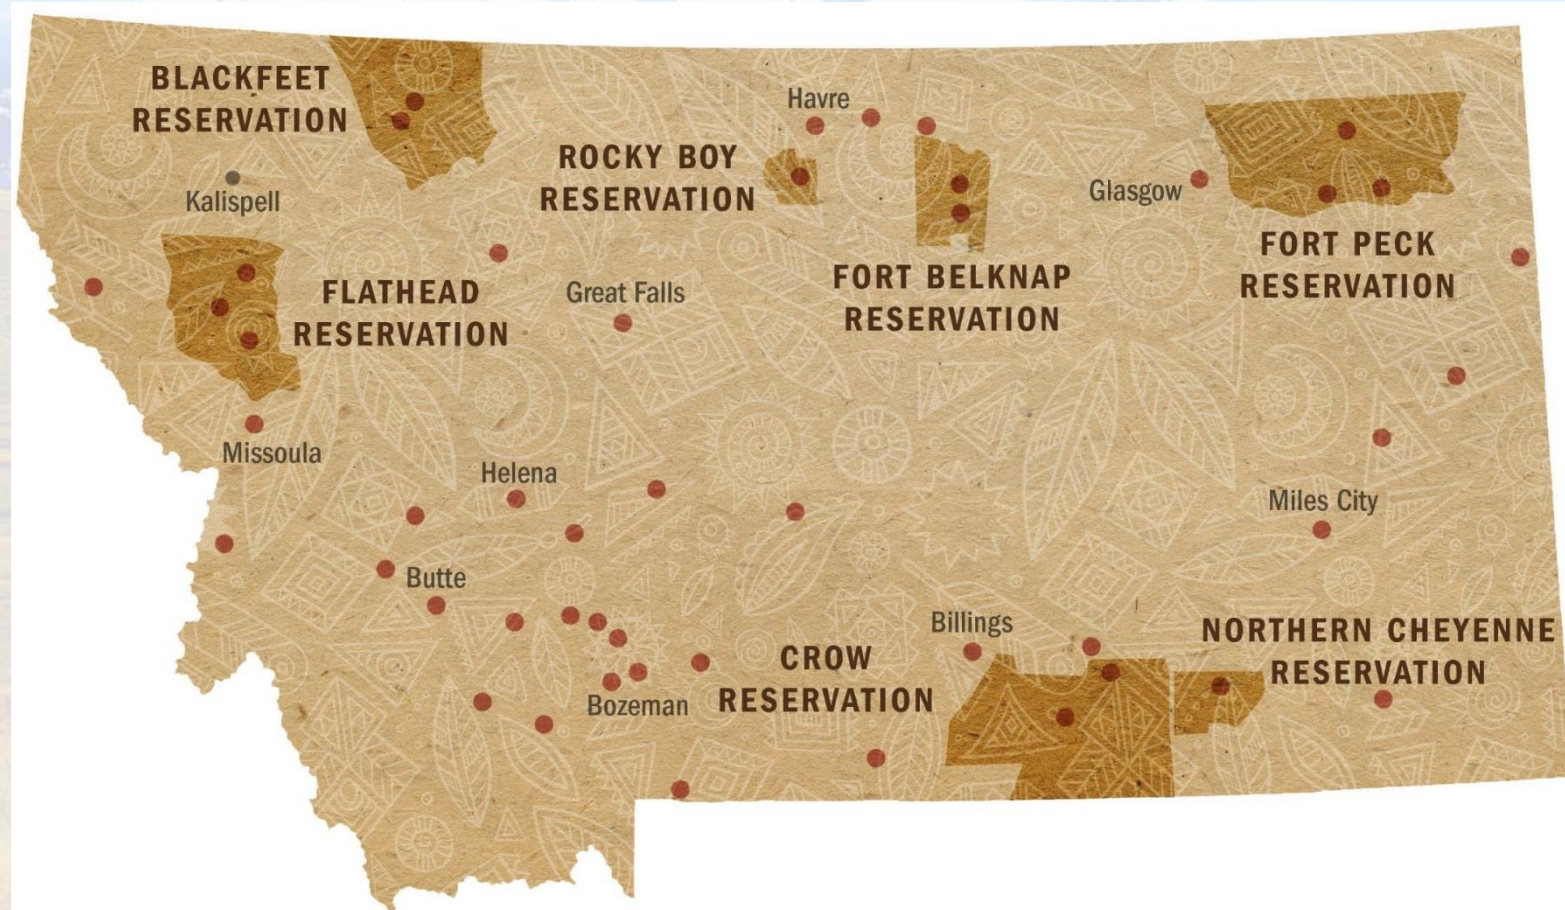 BLACKFEET
RESERVATION
Kalispell
Havre
ROCKY BOY
RESERVATION
Glasgow
FORT PECK
RESERVATION
FORT BELKNAP
RESERVATION
FLATHEAD
RESERVATION
Great Falls
Missoula
Helena
Miles City
Butte
Billings
NORTHERN CHEYENNE
RESERVATION
CROW
RESERVATION
Bozeman